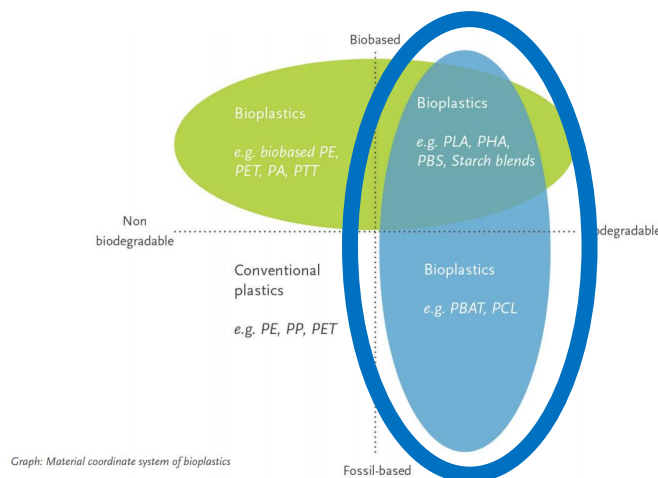 Biobased
Bioplastics
e.g. biobased PE,
PET, PA, PTT
Bioplastics
e.g. PLA, PHA,
PBS, Starch blends
Non
biodegradable
odegradable
Conventional
plastics
e.g. PE, PP, PET
Bioplastics
e.g. PBAT, PCL
Graph: Material coordinate system of bioplastics
Fossil-based